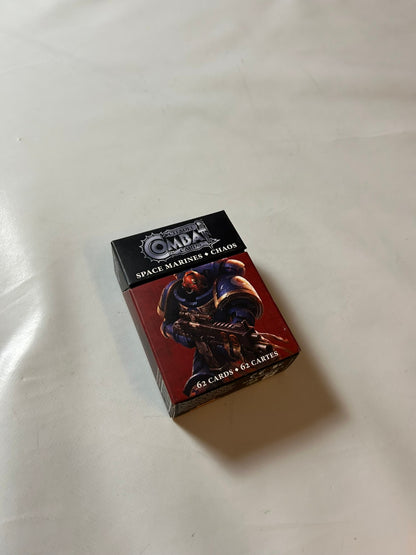 COMBAT
SPACE MARINES • CHAOS
62 CARDS • 62 CARTES